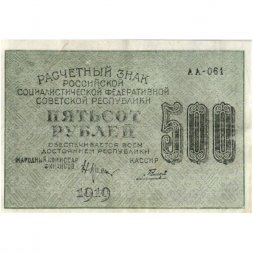 РАСЧЕТНЫЙ ЗНАК
РОССИЙСКОЙ
СОЦИАЛИСТИЧЕСКОЙ ФЕДЕРАТИВНОЙ
СОВЕТСКОЙ РЕСПУБЛИКИ
АА-061
ПЯТЬСОТ
РУБЛЕЙ
500
ОБЕСПЕЧИВАЕТСЯ ВСЕМ
ДОСТОЯНИЕМ РЕСПУБЛИКИ
НАРОДНЫЙ КОМИССАР
ФИНАНСОВ
КАССИР
1919